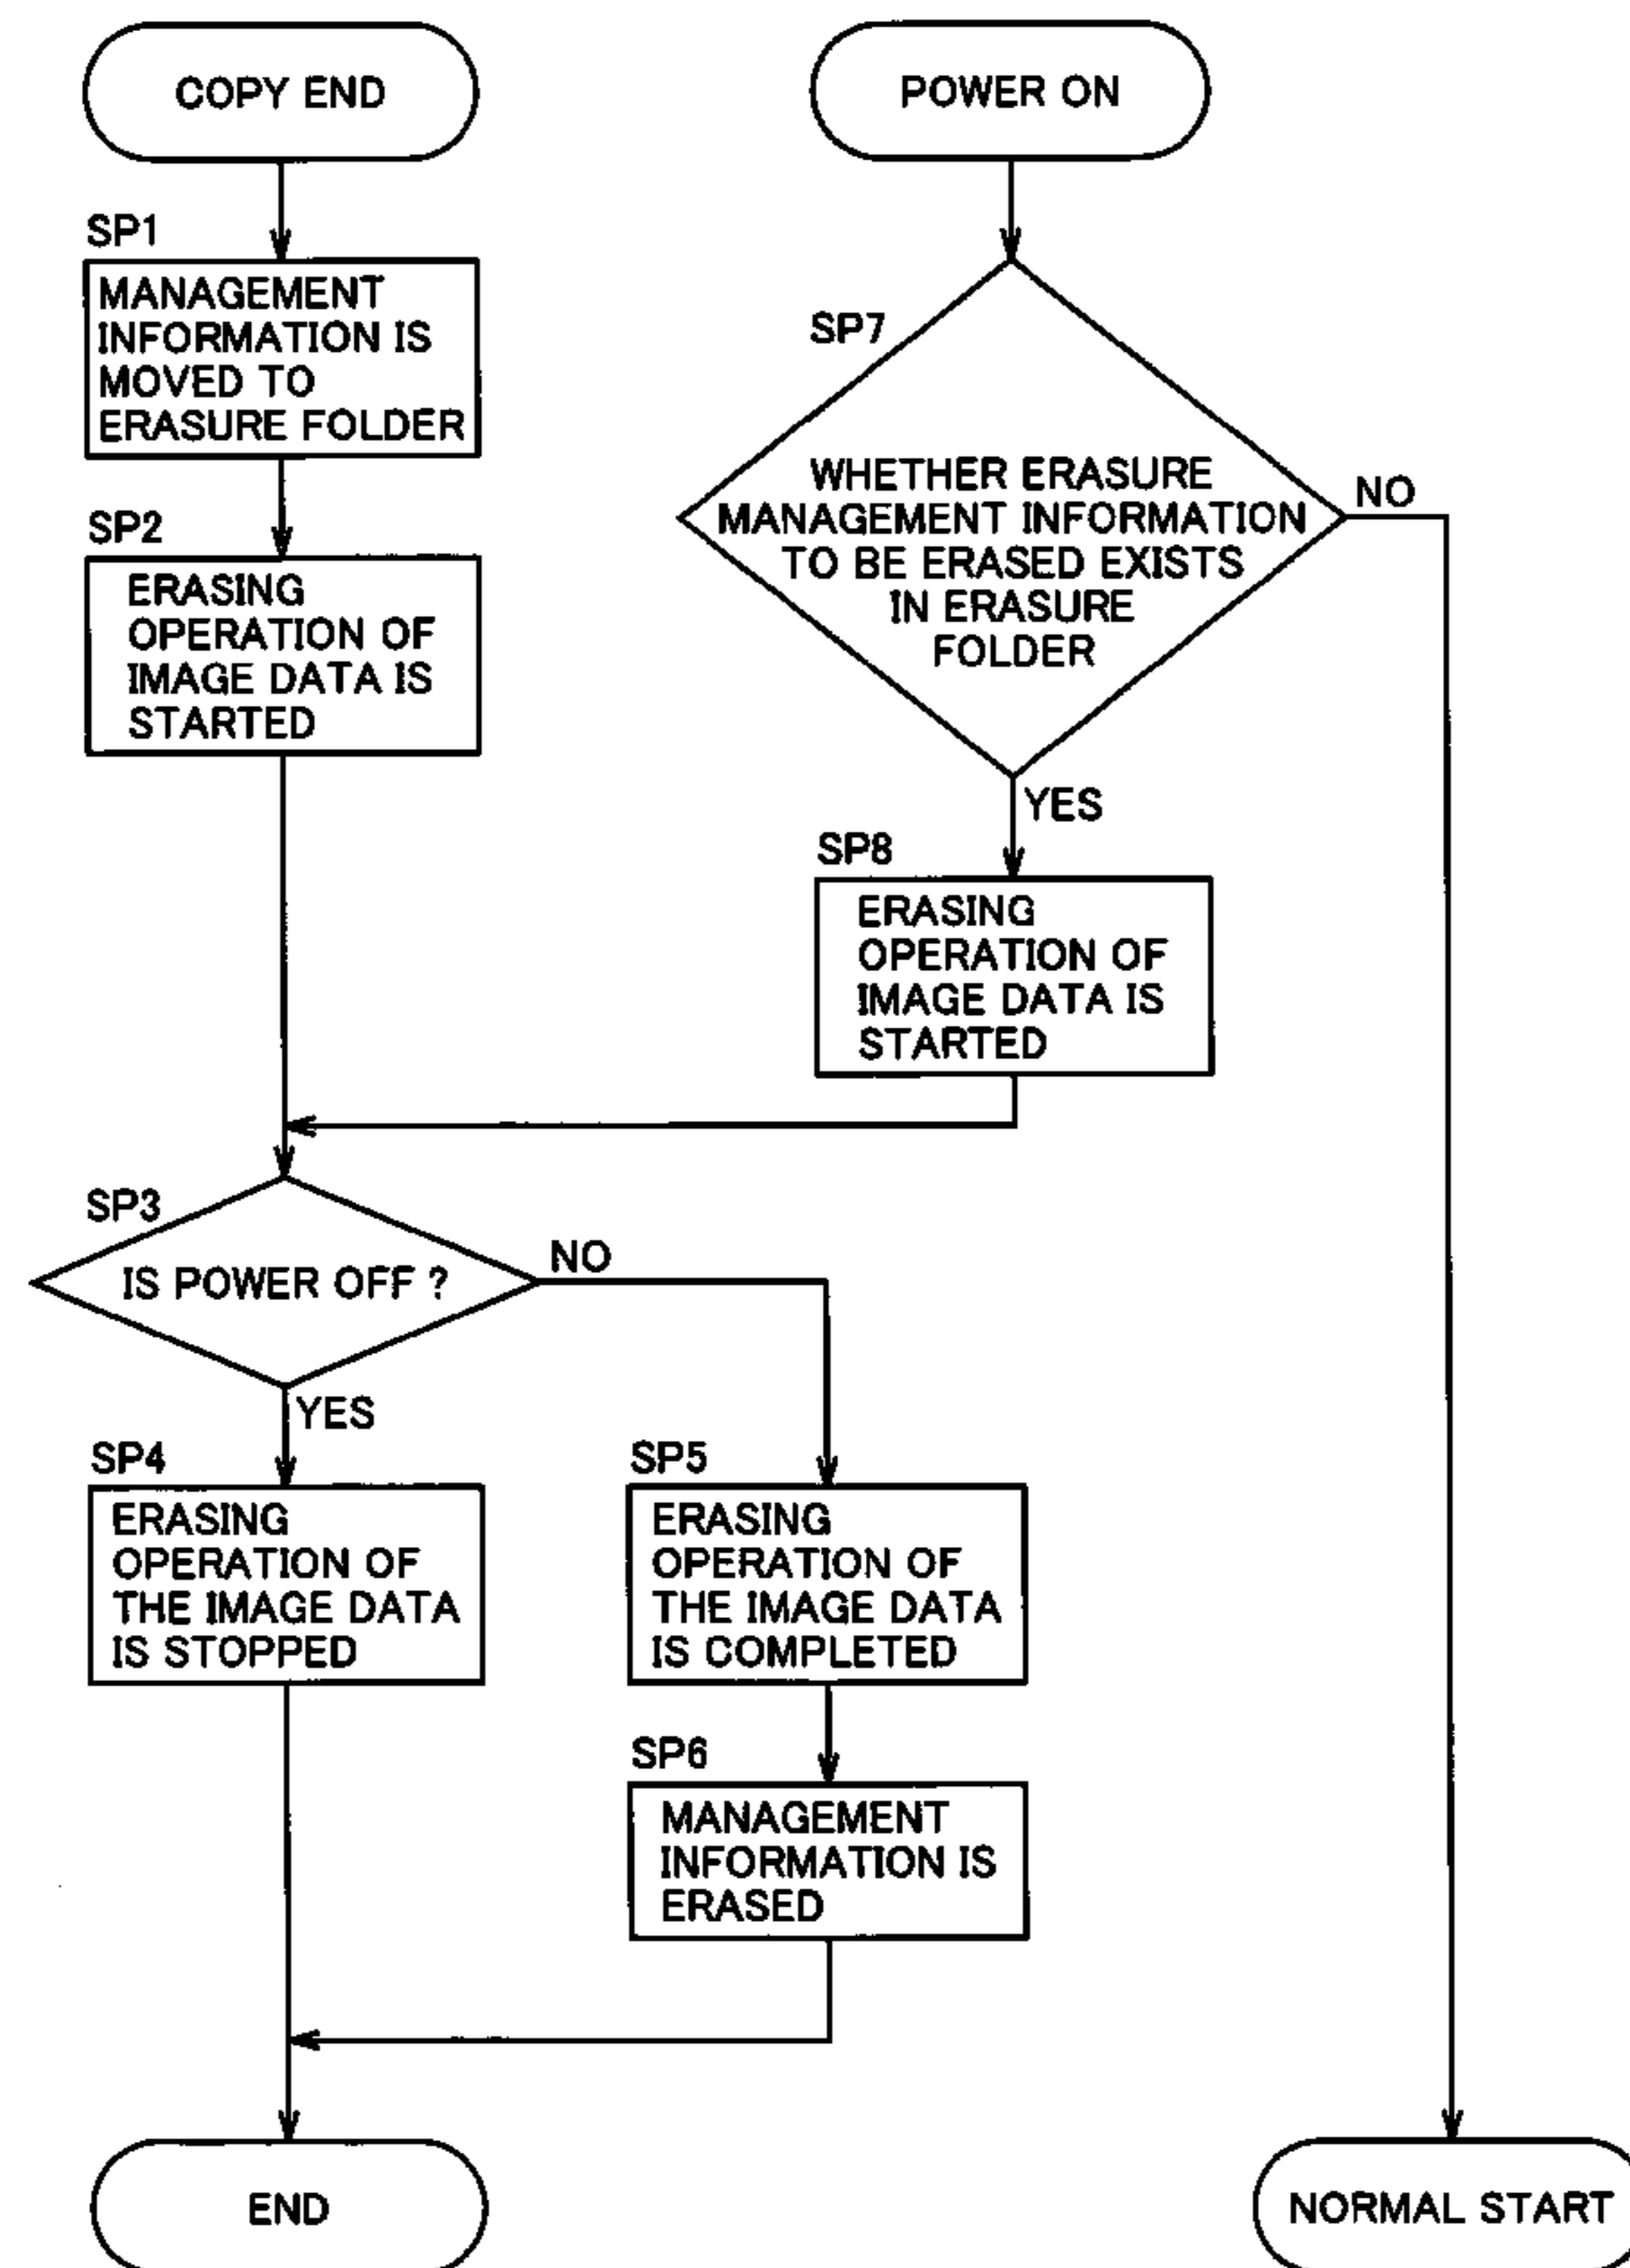 COPY END
SP1
MANAGEMENT
INFORMATION IS
MOVED TO
ERASURE FOLDER
SP2
ERASING
OPERATION OF
IMAGE DATA IS
STARTED
POWER ON
SP7
WHETHER ERASURE
MANAGEMENT INFORMATION
TO BE ERASED EXISTS
IN ERASURE
FOLDER
NO
YES
SP8
ERASING
OPERATION OF
IMAGE DATA IS
STARTED
SP3
IS POWER OFF ?
NO
YES
SP4
ERASING
OPERATION OF
THE IMAGE DATA
IS STOPPED
SP5
ERASING
OPERATION OF
THE IMAGE DATA
IS COMPLETED
SP6
MANAGEMENT
INFORMATION IS
ERASED
END
NORMAL START